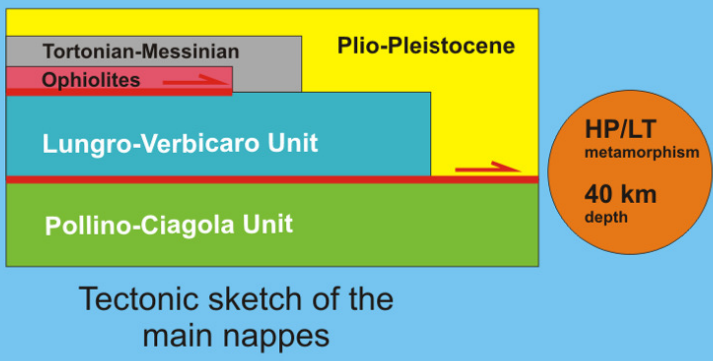 Tortonian-Messinian
Plio-Pleistocene
Ophiolites
Lungro-Verbicaro Unit
Pollino-Ciagola Unit
HP/LT
metamorphism
40 km
depth
Tectonic sketch of the
main nappes